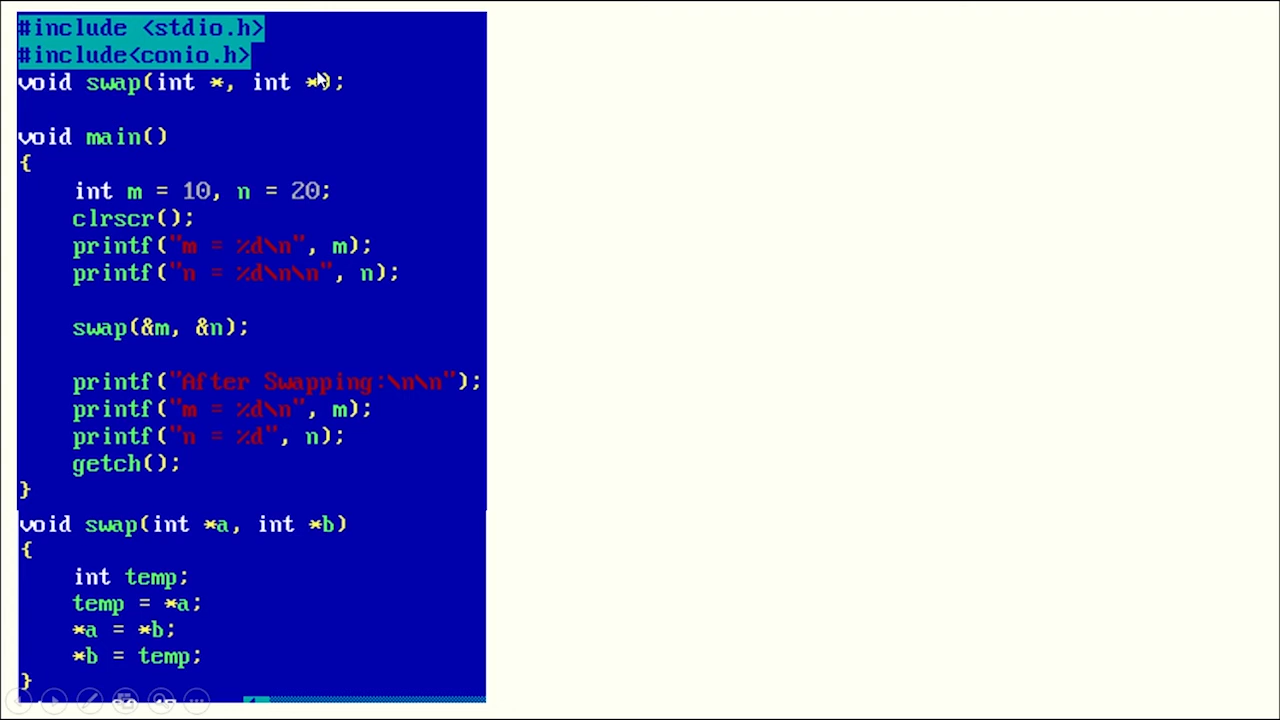 #include <stdio.h>
#include<conio.h>
void swap(int *, int *);
void main()
{
int m = 10, n = 20;
clrscr();
printf("m = %d\n", m);
printf("n = %d\n\n", n);
swap(&m, &n);
printf("After Swapping:\n\n");
printf("m = %d\n", m);
printf("n = %d", n);
getch();
}
void swap(int *a, int *b)
{
int temp;
temp = *a;
*a = *b;
*b = temp;
}